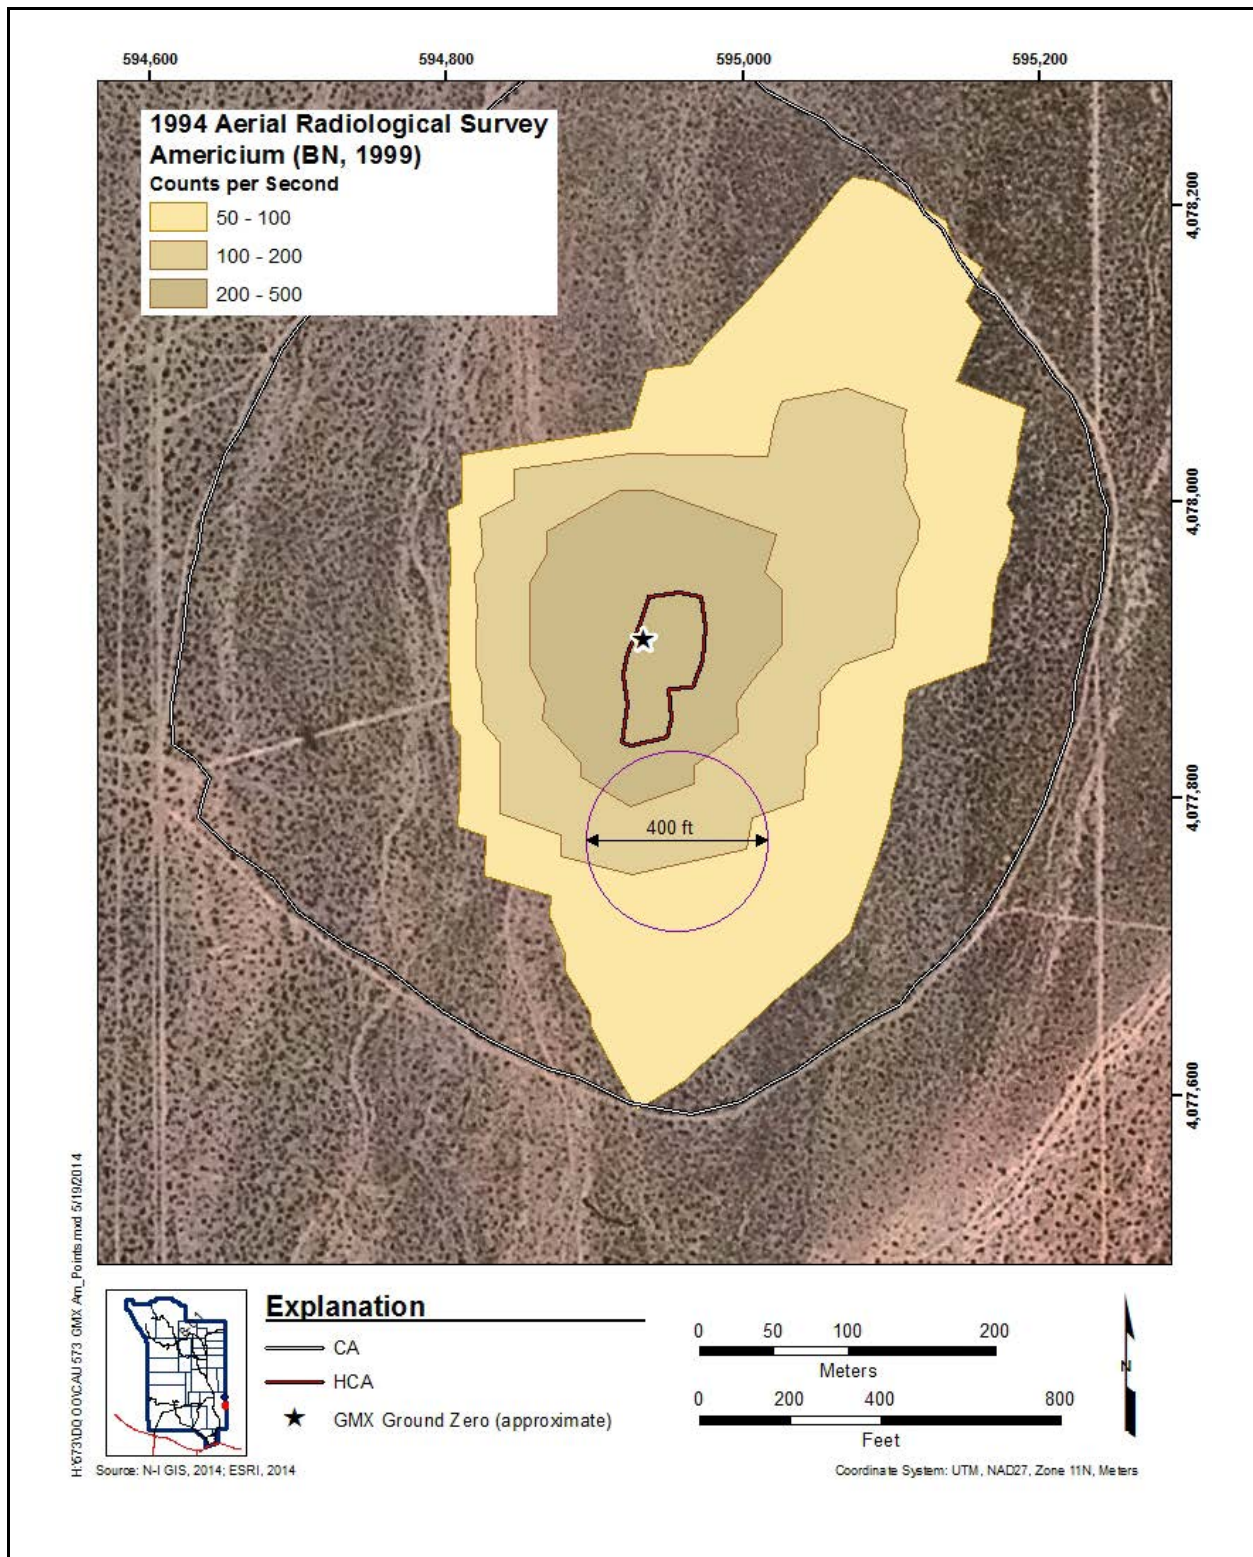 594,600
594,800
595,000
595,200
1994 Aerial Radiological Survey
Americium (BN, 1999)
Counts per Second
50 - 100
100 - 200
200 - 500
4,078,200
4,078,000
4,077,800
4,077,600
400 ft
H:\573\DO.00\CAU 573 GMX Am_Points.mxd 5/19/2014
Explanation
CA
HCA
GMX Ground Zero (approximate)
0 50 100 200
Meters
0 200 400 800
Feet
N
Source: N-I GIS, 2014; ESRI, 2014
Coordinate System: UTM, NAD27, Zone 11N, Meters